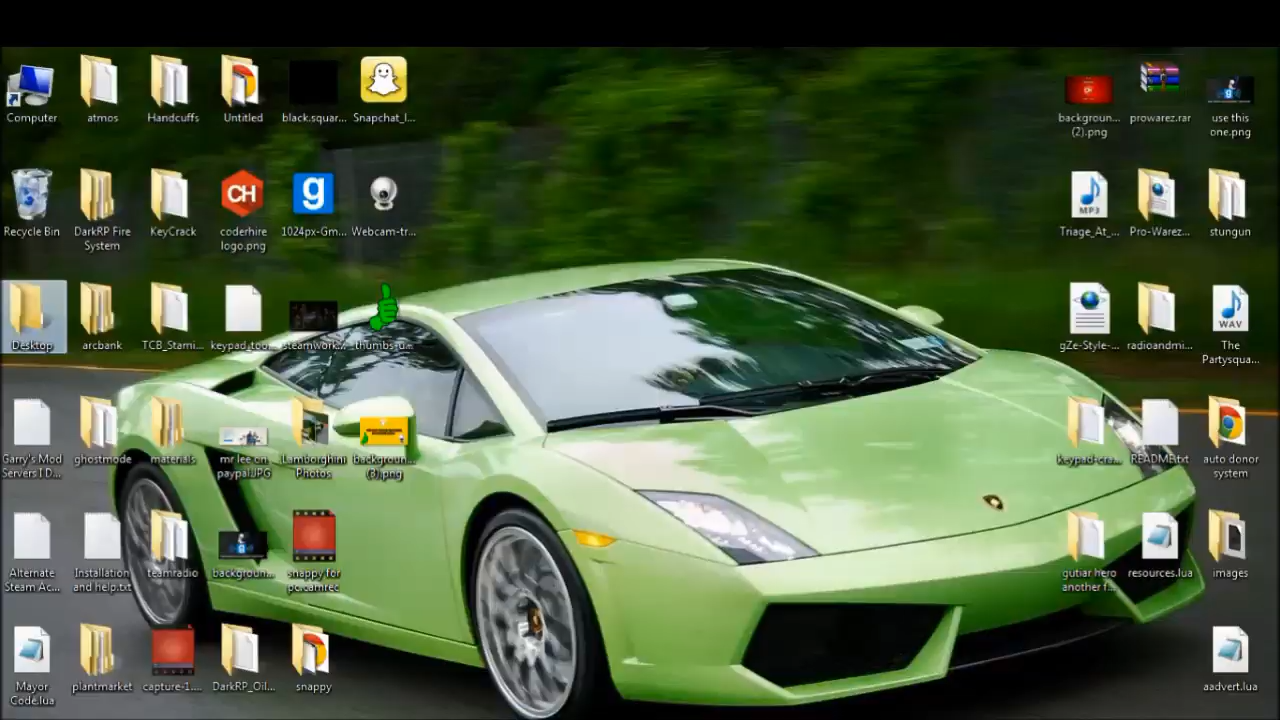 Computer
atmos
Handcuffs
Untitled
black.squar...
Snapchat_l...
backgroun...
(2).png
prowarez.rar
use this
one.png
Recycle Bin
DarkRP Fire
System
KeyCrack
CH
coderhire
logo.png
g
1024px-Gm...
Webcam-tr...
MP3
Triage_At_...
Pro-Warez...
stungun
Desktop
arcbank
TCB_Stami...
keypad_too...
steamwork...
thumbs-u...
gZe-Style-...
radioandmi...
WAV
The
Partysqua...
Garry's Mod
Servers I D...
ghostmode
materials
mr lee on
paypal.JPG
Lamborghini
Photos
backgroun...
(3).png
keypad-cra...
README.txt
auto donor
system
Alternate
Steam Ac...
Installation
and help.txt
teamradio
backgroun...
snappy for
pc.camrec
gutiar hero
another f...
resources.lua
images
Mayor
Code.lua
plantmarket
capture-1....
DarkRP_Oil...
snappy
aadvert.lua